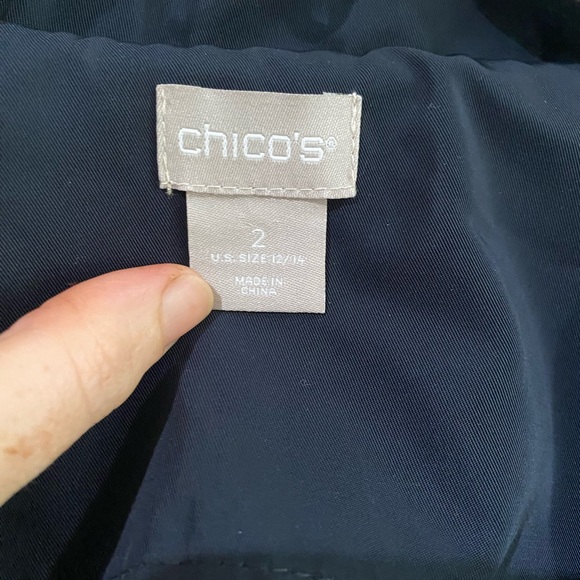 chico's®
2
U.S. SIZE 12/14
MADE IN
CHINA